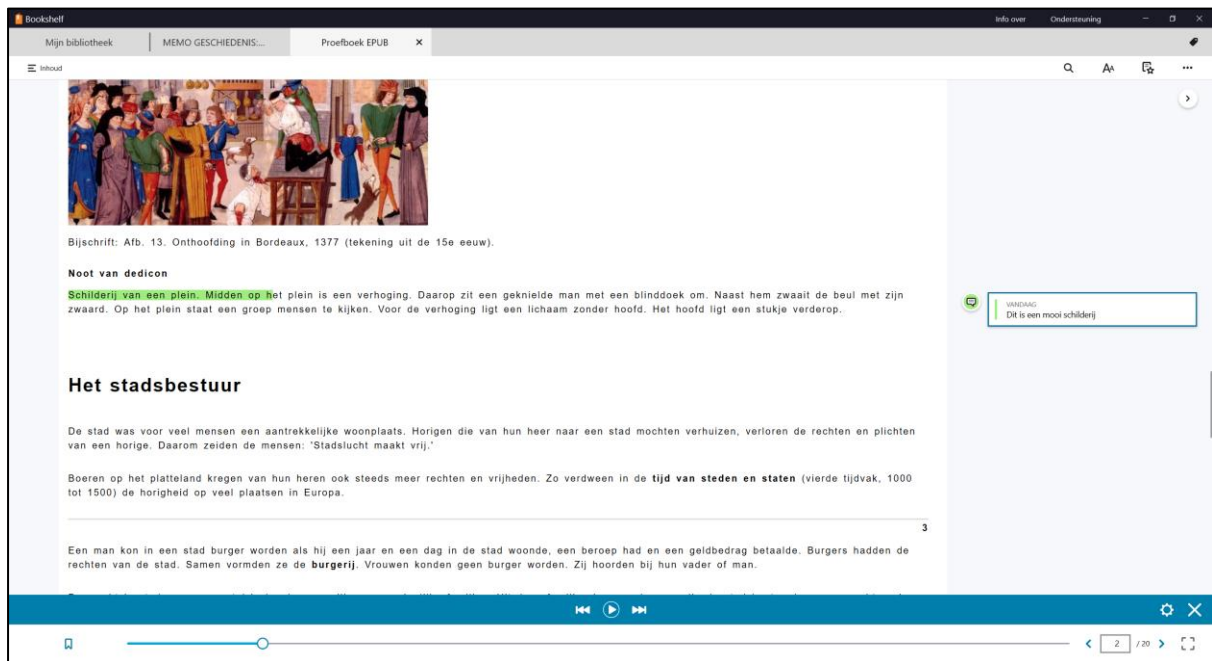 Bookshelf
Info over
Ondersteuning
Mijn bibliotheek
MEMO GESCHIEDENIS:...
Proefboek EPUB
Inhoud
AA
Bijschrift: Afb. 13. Onthoofding in Bordeaux, 1377 (tekening uit de 15e eeuw).
Noot van dedicon
Schilderij van een plein. Midden op het plein is een verhoging. Daarop zit een geknielde man met een blinddoek om. Naast hem zwaait de beul met zijn
zwaard. Op het plein staat een groep mensen te kijken. Voor de verhoging ligt een lichaam zonder hoofd. Het hoofd ligt een stukje verderop.
VANDAAG
Dit is een mooi schilderij
Het stadsbestuur
De stad was voor veel mensen een aantrekkelijke woonplaats. Horigen die van hun heer naar een stad mochten verhuizen, verloren de rechten en plichten
van een horige. Daarom zeiden de mensen: 'Stadslucht maakt vrij.'
Boeren op het platteland kregen van hun heren ook steeds meer rechten en vrijheden. Zo verdween in de tijd van steden en staten (vierde tijdvak, 1000
tot 1500) de horigheid op veel plaatsen in Europa.
3
Een man kon in een stad burger worden als hij een jaar en een dag in de stad woonde, een beroep had en een geldbedrag betaalde. Burgers hadden de
rechten van de stad. Samen vormden ze de burgerij. Vrouwen konden geen burger worden. Zij hoorden bij hun vader of man.
2 / 20